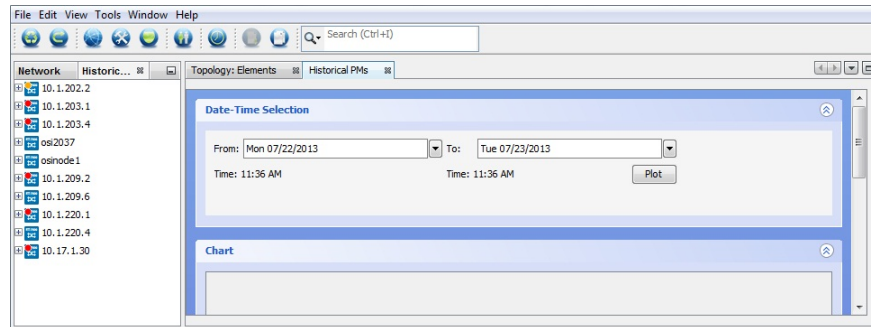 File Edit View Tools Window Help
Search (Ctrl+I)
Network Historic...
Topology: Elements Historical PMs
10.1.202.2
10.1.203.1
10.1.203.4
osi2037
osinode1
10.1.209.2
10.1.209.6
10.1.220.1
10.1.220.4
10.17.1.30
Date-Time Selection
From: Mon 07/22/2013 To: Tue 07/23/2013
Time: 11:36 AM Time: 11:36 AM Plot
Chart